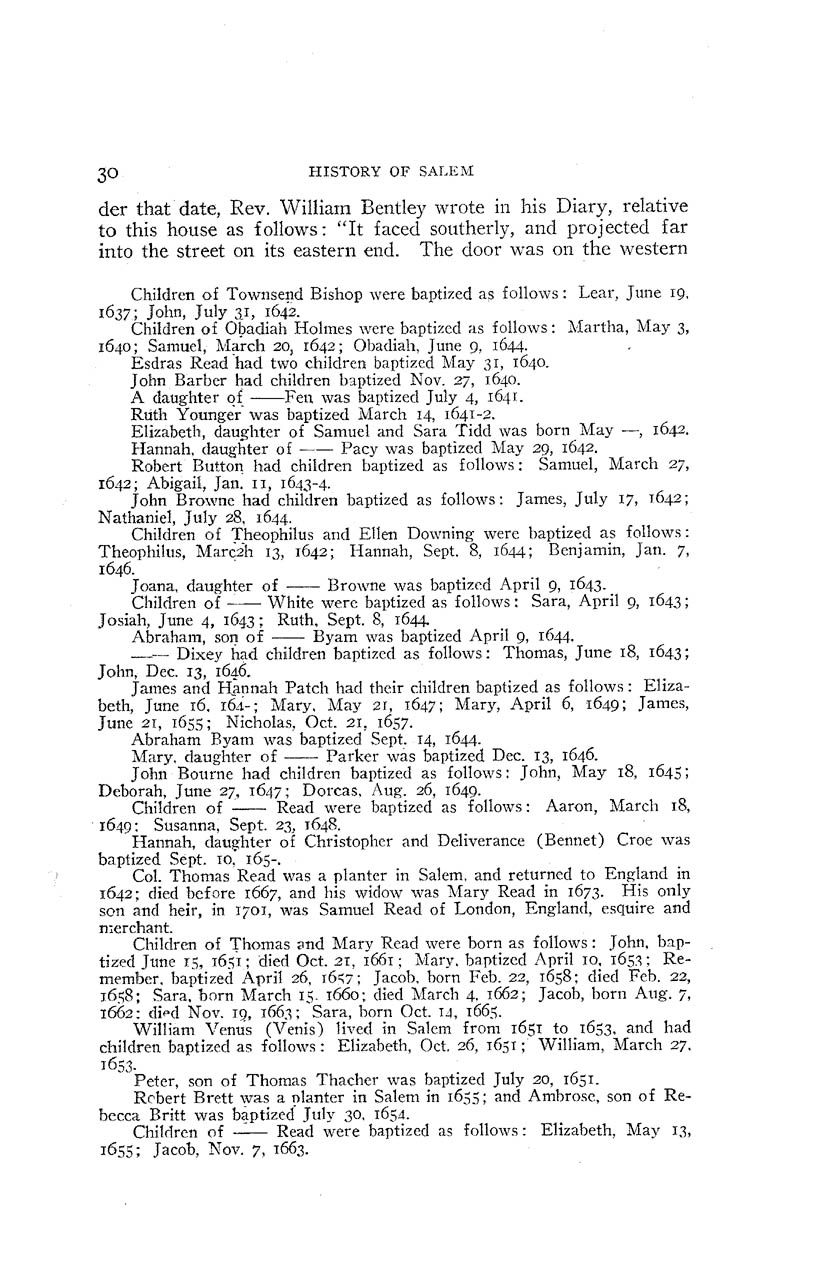 30 HISTORY OF SALEM
der that date, Rev. William Bentley wrote in his Diary, relative
to this house as follows: "It faced southerly, and projected far
into the street on its eastern end. The door was on the western
Children of Townsend Bishop were baptized as follows: Lear, June 19,
1637; John, July 31, 1642.
Children of Obadiah Holmes were baptized as follows: Martha, May 3,
1640; Samuel, March 20, 1642; Obadiah, June 9, 1644.
Esdras Read had two children baptized May 31, 1640.
John Barber had children baptized Nov. 27, 1640.
A daughter of ——Fen was baptized July 4, 1641.
Ruth Younger was baptized March 14, 1641-2.
Elizabeth, daughter of Samuel and Sara Tidd was born May —, 1642.
Hannah, daughter of —— Pacy was baptized May 29, 1642.
Robert Button had children baptized as follows: Samuel, March 27,
1642; Abigail, Jan. 11, 1643-4.
John Browne had children baptized as follows: James, July 17, 1642;
Nathaniel, July 28, 1644.
Children of Theophilus and Ellen Downing were baptized as follows:
Theophilus, Marc2h 13, 1642; Hannah, Sept. 8, 1644; Benjamin, Jan. 7,
1646.
Joana, daughter of —— Browne was baptized April 9, 1643.
Children of —— White were baptized as follows: Sara, April 9, 1643;
Josiah, June 4, 1643; Ruth, Sept. 8, 1644.
Abraham, son of —— Byam was baptized April 9, 1644.
—— Dixey had children baptized as follows: Thomas, June 18, 1643;
John, Dec. 13, 1646.
James and Hannah Patch had their children baptized as follows: Eliza-
beth, June 16, 164-; Mary, May 21, 1647; Mary, April 6, 1649; James,
June 21, 1655; Nicholas, Oct. 21, 1657.
Abraham Byam was baptized Sept. 14, 1644.
Mary, daughter of —— Parker was baptized Dec. 13, 1646.
John Bourne had children baptized as follows: John, May 18, 1645;
Deborah, June 27, 1647; Dorcas, Aug. 26, 1649.
Children of —— Read were baptized as follows: Aaron, March 18,
1649; Susanna, Sept. 23, 1648.
Hannah, daughter of Christopher and Deliverance (Bennet) Croe was
baptized Sept. 10, 165-.
Col. Thomas Read was a planter in Salem, and returned to England in
1642; died before 1667, and his widow was Mary Read in 1673. His only
son and heir, in 1701, was Samuel Read of London, England, esquire and
merchant.
Children of Thomas and Mary Read were born as follows: John, bap-
tized June 15, 1651; died Oct. 21, 1661; Mary, baptized April 10, 1653; Re-
member, baptized April 26, 1657; Jacob, born Feb. 22, 1658; died Feb. 22,
1658; Sara, born March 15, 1660; died March 4, 1662; Jacob, born Aug. 7,
1662; died Nov. 19, 1663; Sara, born Oct. 14, 1665.
William Venus (Venis) lived in Salem from 1651 to 1653, and had
children baptized as follows: Elizabeth, Oct. 26, 1651; William, March 27,
1653.
Peter, son of Thomas Thacher was baptized July 20, 1651.
Robert Brett was a planter in Salem in 1655; and Ambrose, son of Re-
becca Britt was baptized July 30, 1654.
Children of —— Read were baptized as follows: Elizabeth, May 13,
1655; Jacob, Nov. 7, 1663.